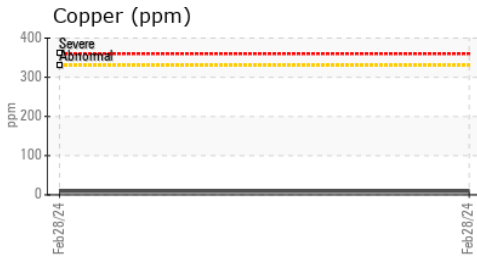 Copper (ppm)
400
Severe
Abnormal
300
ppm
200
100
0
Feb28/24
Feb28/24